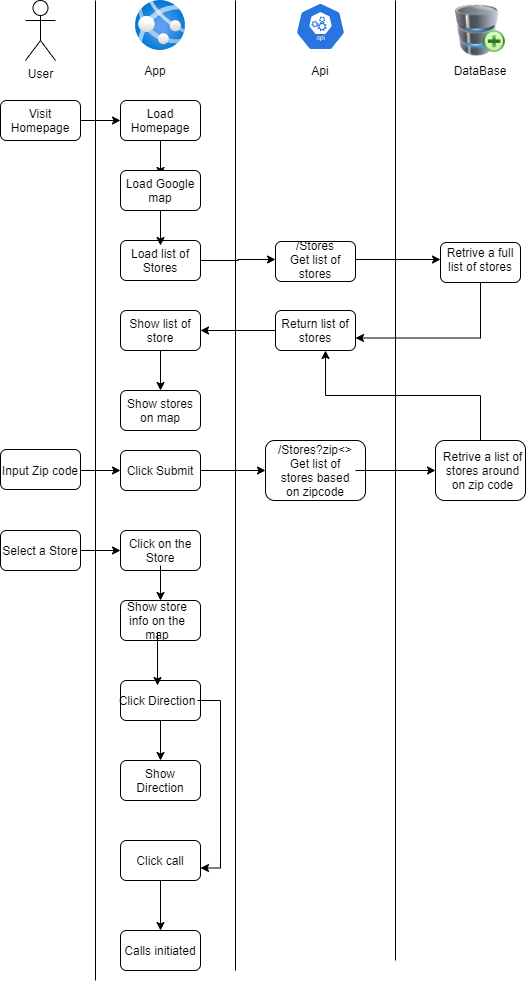 api
User
App
Api
DataBase
Visit
Homepage
Load
Homepage
Load Google
map
Load list of
Stores
/Stores
Get list of
stores
Retrive a full
list of stores
Show list of
store
Return list of
stores
Show stores
on map
Input Zip code
Click Submit
/Stores?zip<>
Get list of
stores based
on zipcode
Retrive a list of
stores around
on zip code
Select a Store
Click on the
Store
Show store
info on the
map
Click Direction
Show
Direction
Click call
Calls initiated